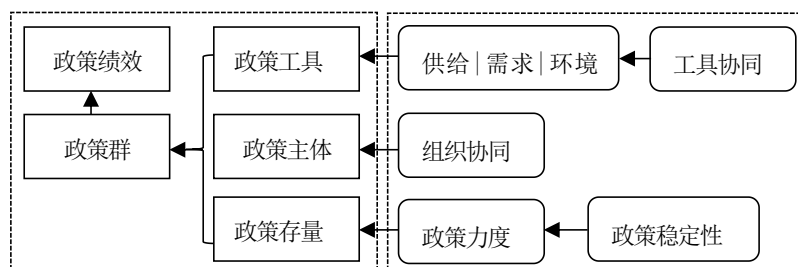 政策绩效
政策工具
供给|需求|环境
工具协同
政策群
政策主体
组织协同
政策存量
政策力度
政策稳定性